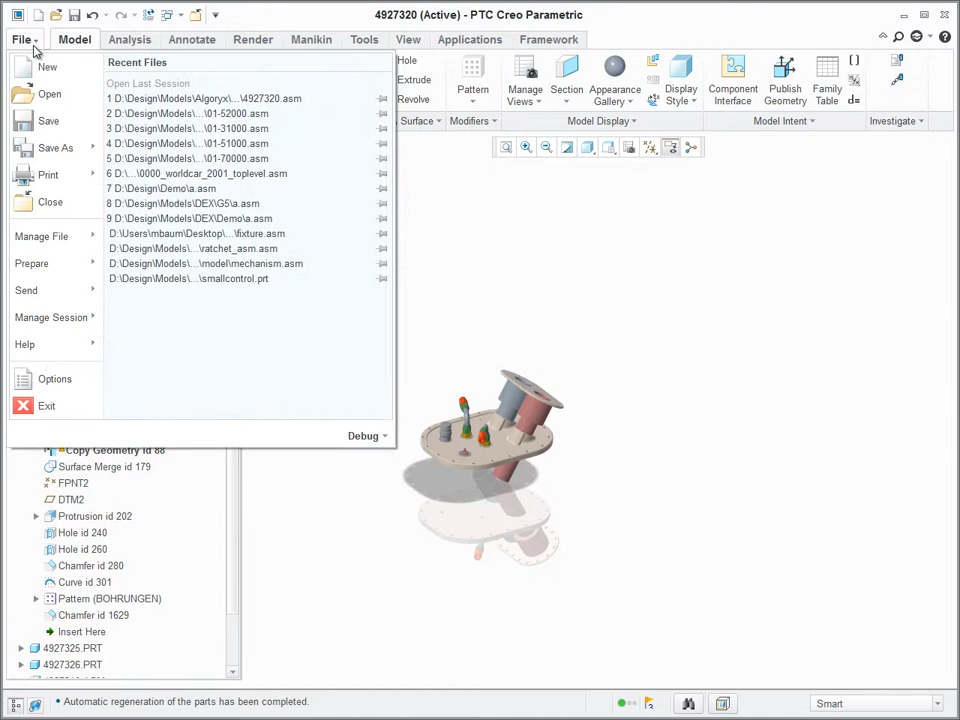 4927320 (Active) - PTC Creo Parametric
File
Model
Analysis
Annotate
Render
Manikin
Tools
View
Applications
Framework
New
Open
Save
Save As
Print
Close
Manage File
Prepare
Send
Manage Session
Help
Options
Exit
Recent Files
Open Last Session
1 D:\Design\Models\Algoryx\...\4927320.asm
2 D:\Design\Models\...\01-52000.asm
3 D:\Design\Models\...\01-31000.asm
4 D:\Design\Models\...\01-51000.asm
5 D:\Design\Models\...\01-70000.asm
6 D:\...\0000_worldcar_2001_toplevel.asm
7 D:\Design\Demo\a.asm
8 D:\Design\Models\DEX\G5\a.asm
9 D:\Design\Models\DEX\Demo\a.asm
D:\Users\mbaum\Desktop\...\fixture.asm
D:\Design\Models\...\ratchet_asm.asm
D:\Design\Models\...\model\mechanism.asm
D:\Design\Models\...\smallcontrol.prt
Debug
Hole
Extrude
Revolve
Surface
Pattern
Modifiers
Manage Views
Section
Appearance Gallery
Display Style
Model Display
Component Interface
Publish Geometry
Family Table
Model Intent
Investigate
Copy Geometry id 88
Surface Merge id 179
FPNT2
DTM2
Protrusion id 202
Hole id 240
Hole id 260
Chamfer id 280
Curve id 301
Pattern (BOHRUNGEN)
Chamfer id 1629
Insert Here
4927325.PRT
4927326.PRT
Automatic regeneration of the parts has been completed.
Smart